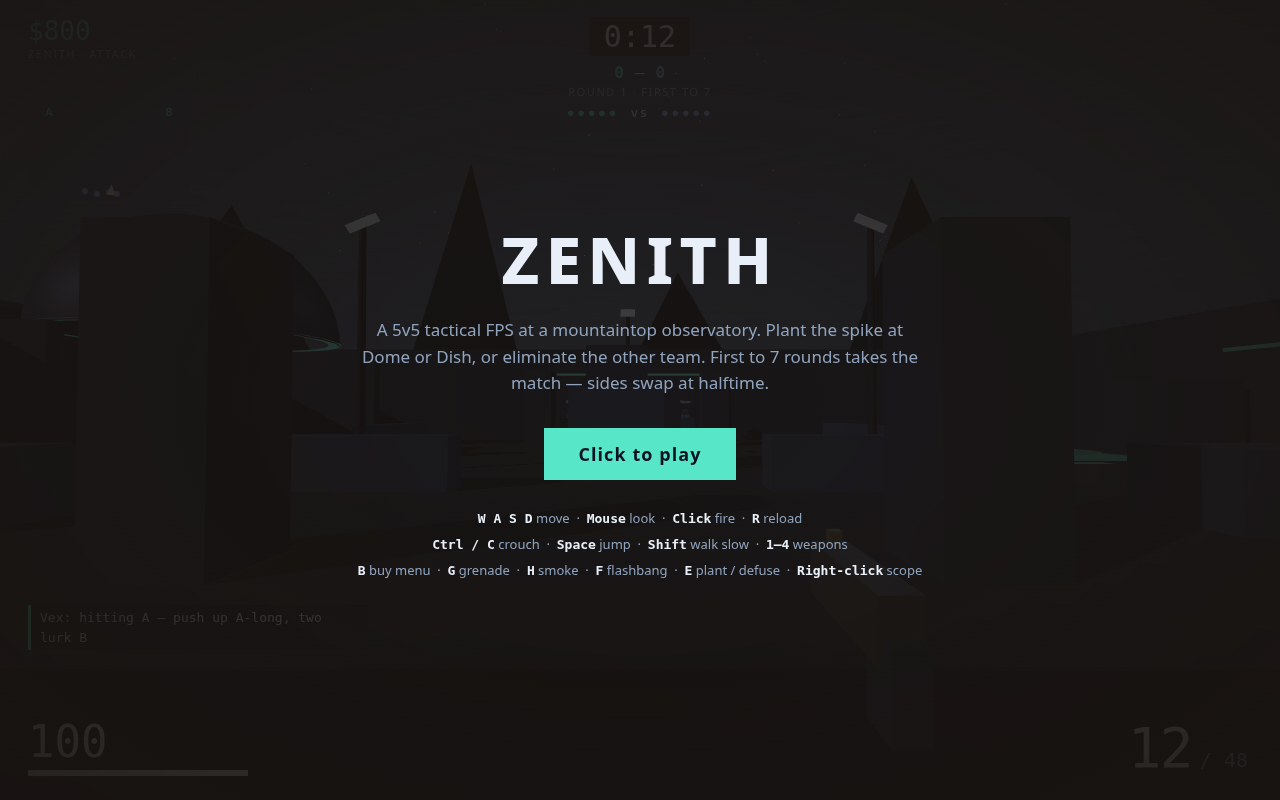 $800
ZENITH · ATTACK
0:12
0 — 0
ROUND 1 · FIRST TO 7
VS
A B
ZENITH
A 5v5 tactical FPS at a mountaintop observatory. Plant the spike at
Dome or Dish, or eliminate the other team. First to 7 rounds takes the
match — sides swap at halftime.
Click to play
W A S D move · Mouse look · Click fire · R reload
Ctrl / C crouch · Space jump · Shift walk slow · 1–4 weapons
B buy menu · G grenade · H smoke · F flashbang · E plant / defuse · Right-click scope
Vex: hitting A — push up A-long, two
lurk B
100
12 / 48